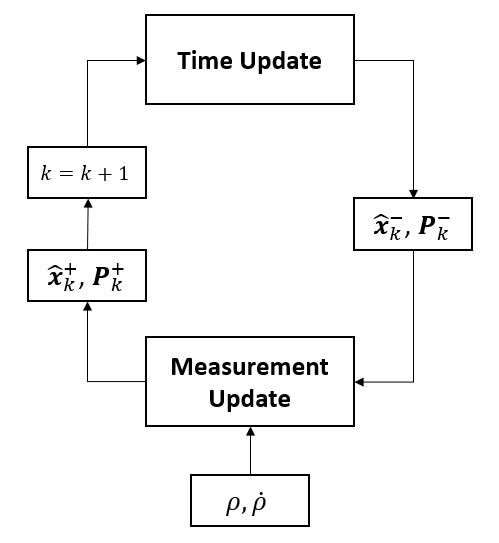 Time Update
k = k + 1
x̂ₖ⁻, Pₖ⁻
x̂ₖ⁺, Pₖ⁺
Measurement
Update
ρ, ρ̇